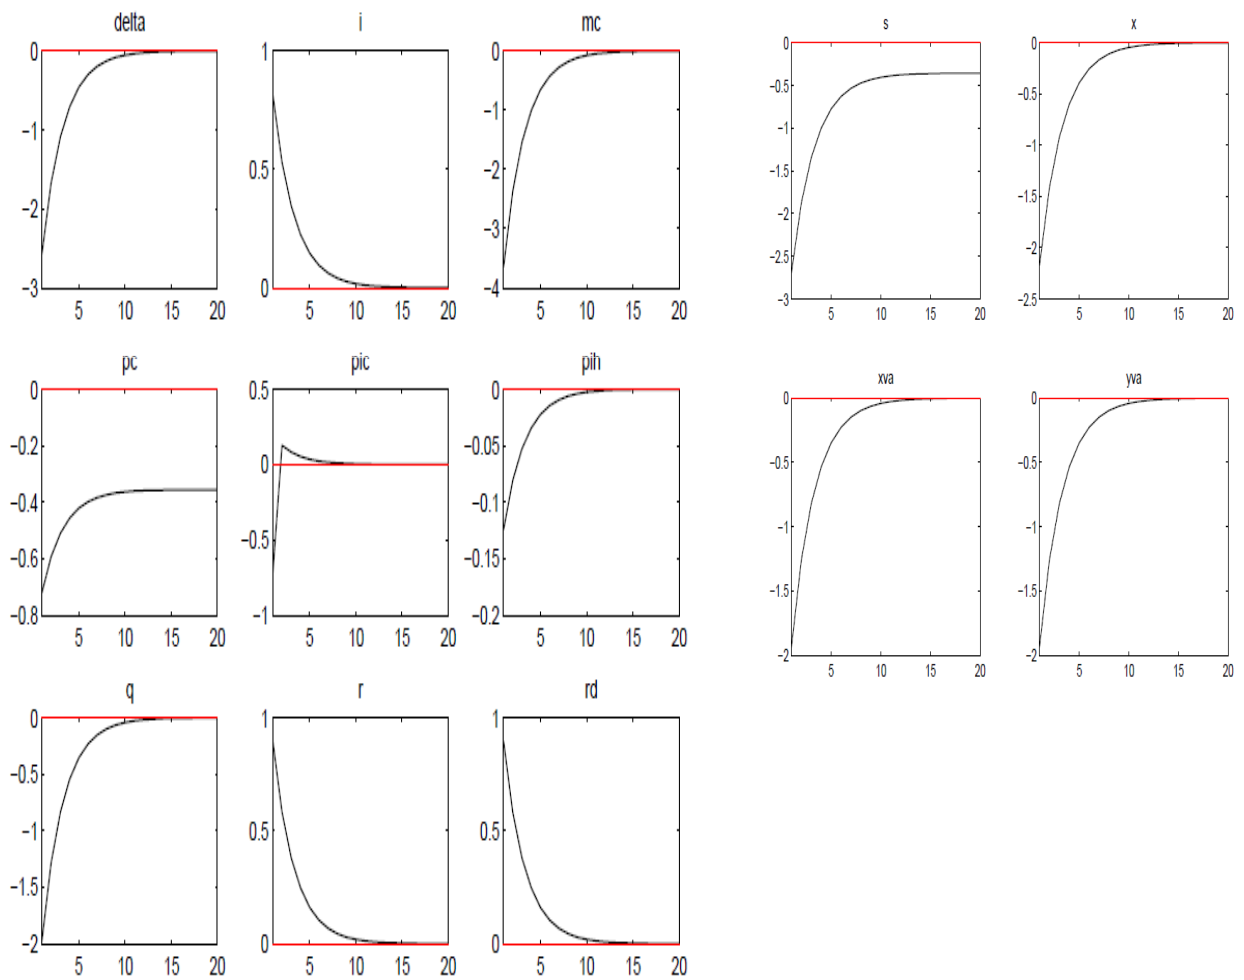 delta i mc s x
0 1 0 0 0
−0.5 −0.5
−1 −1 −1
0.5 −2 −1.5 −1
−2 −2 −1.5
−3 −2.5 −2
−3 0 −4 −3 −2.5
5 10 15 20 5 10 15 20 5 10 15 20 5 10 15 20 5 10 15 20
pc pic pih xva yva
0 0.5 0 0 0
−0.2 −0.05
−0.4 0 −0.1 −0.5 −0.5
−0.6 −0.5 −0.15 −1 −1
−0.8 −1 −0.2 −1.5 −1.5
5 10 15 20 5 10 15 20 5 10 15 20 −2 −2
5 10 15 20 5 10 15 20
q r rd
0 1 1
−0.5
−1 0.5 0.5
−1.5
−2 0 0
5 10 15 20 5 10 15 20 5 10 15 20